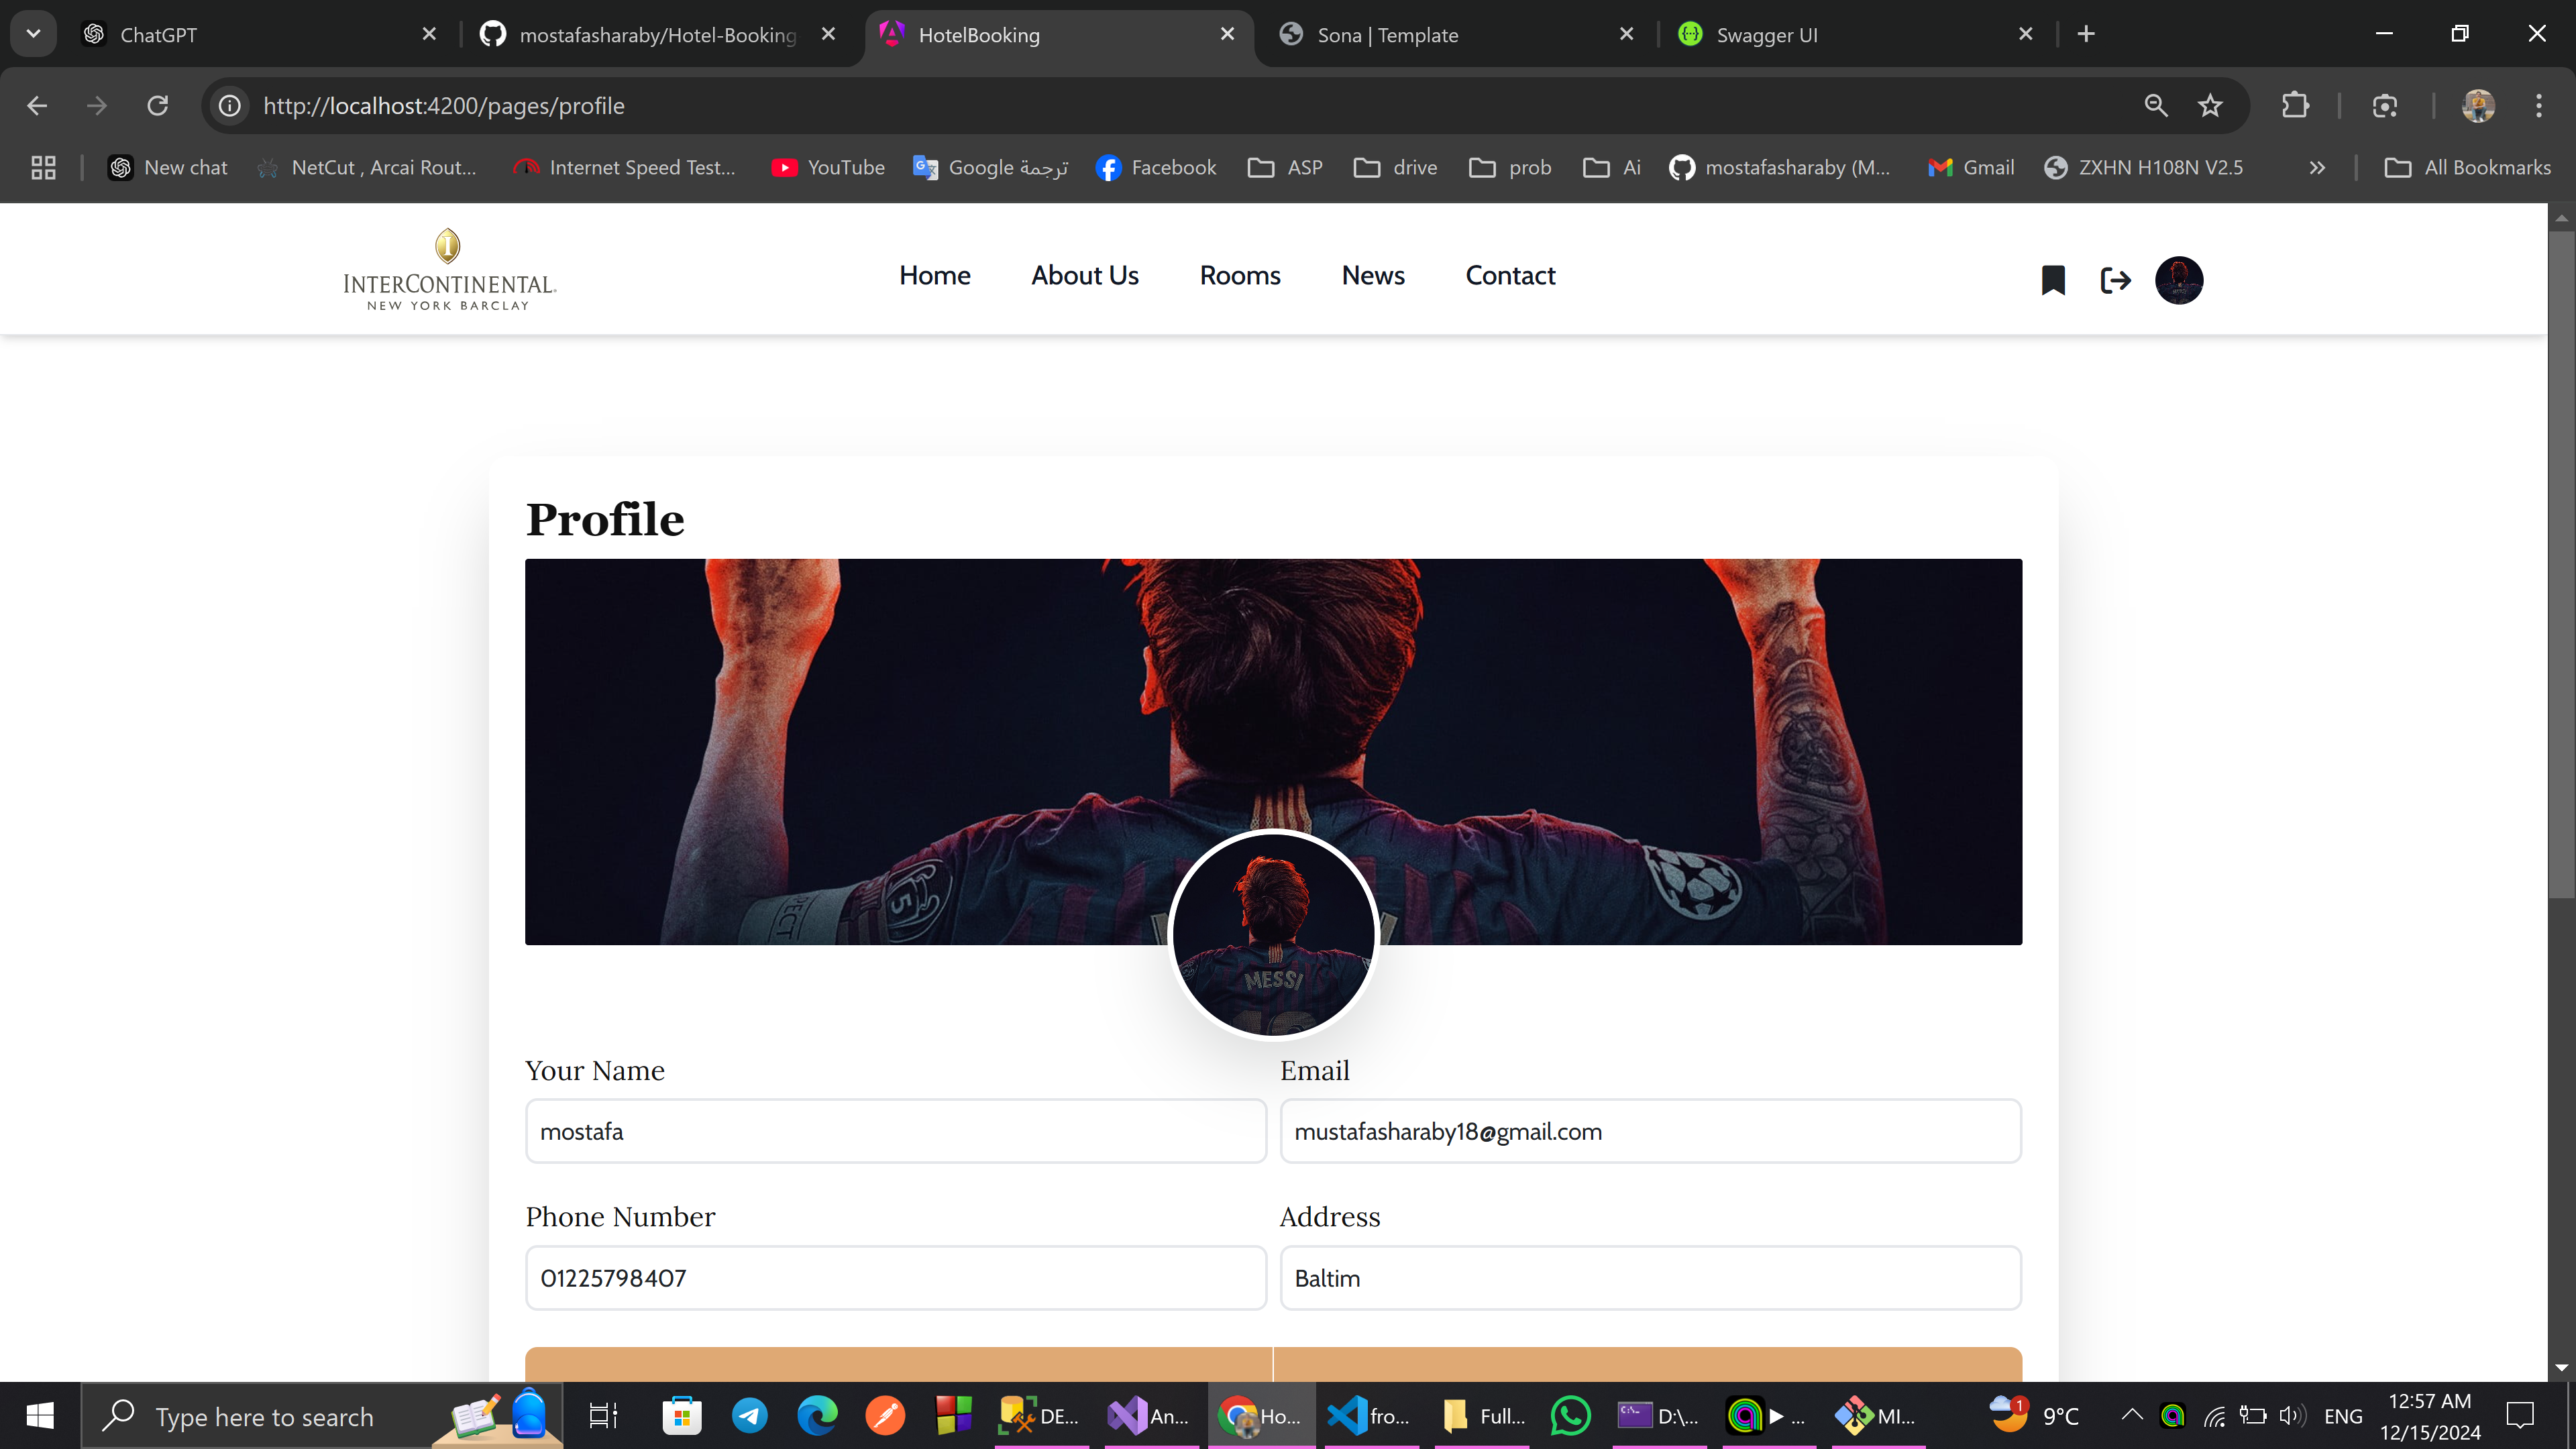 ChatGPT
mostafasharaby/Hotel-Booking
HotelBooking
Sona | Template
Swagger UI
http://localhost:4200/pages/profile
New chat
NetCut , Arcai Rout...
Internet Speed Test...
YouTube
Google ترجمة
Facebook
ASP
drive
prob
Ai
mostafasharaby (M...
Gmail
ZXHN H108N V2.5
All Bookmarks
INTERCONTINENTAL
NEW YORK BARCLAY
Home
About Us
Rooms
News
Contact
Profile
MESSI
Your Name
Email
mostafa
mustafasharaby18@gmail.com
Phone Number
Address
01225798407
Baltim
Type here to search
DE...
An...
Ho...
fro...
Full...
D:\...
...
MI...
1
9°C
ENG
12:57 AM
12/15/2024